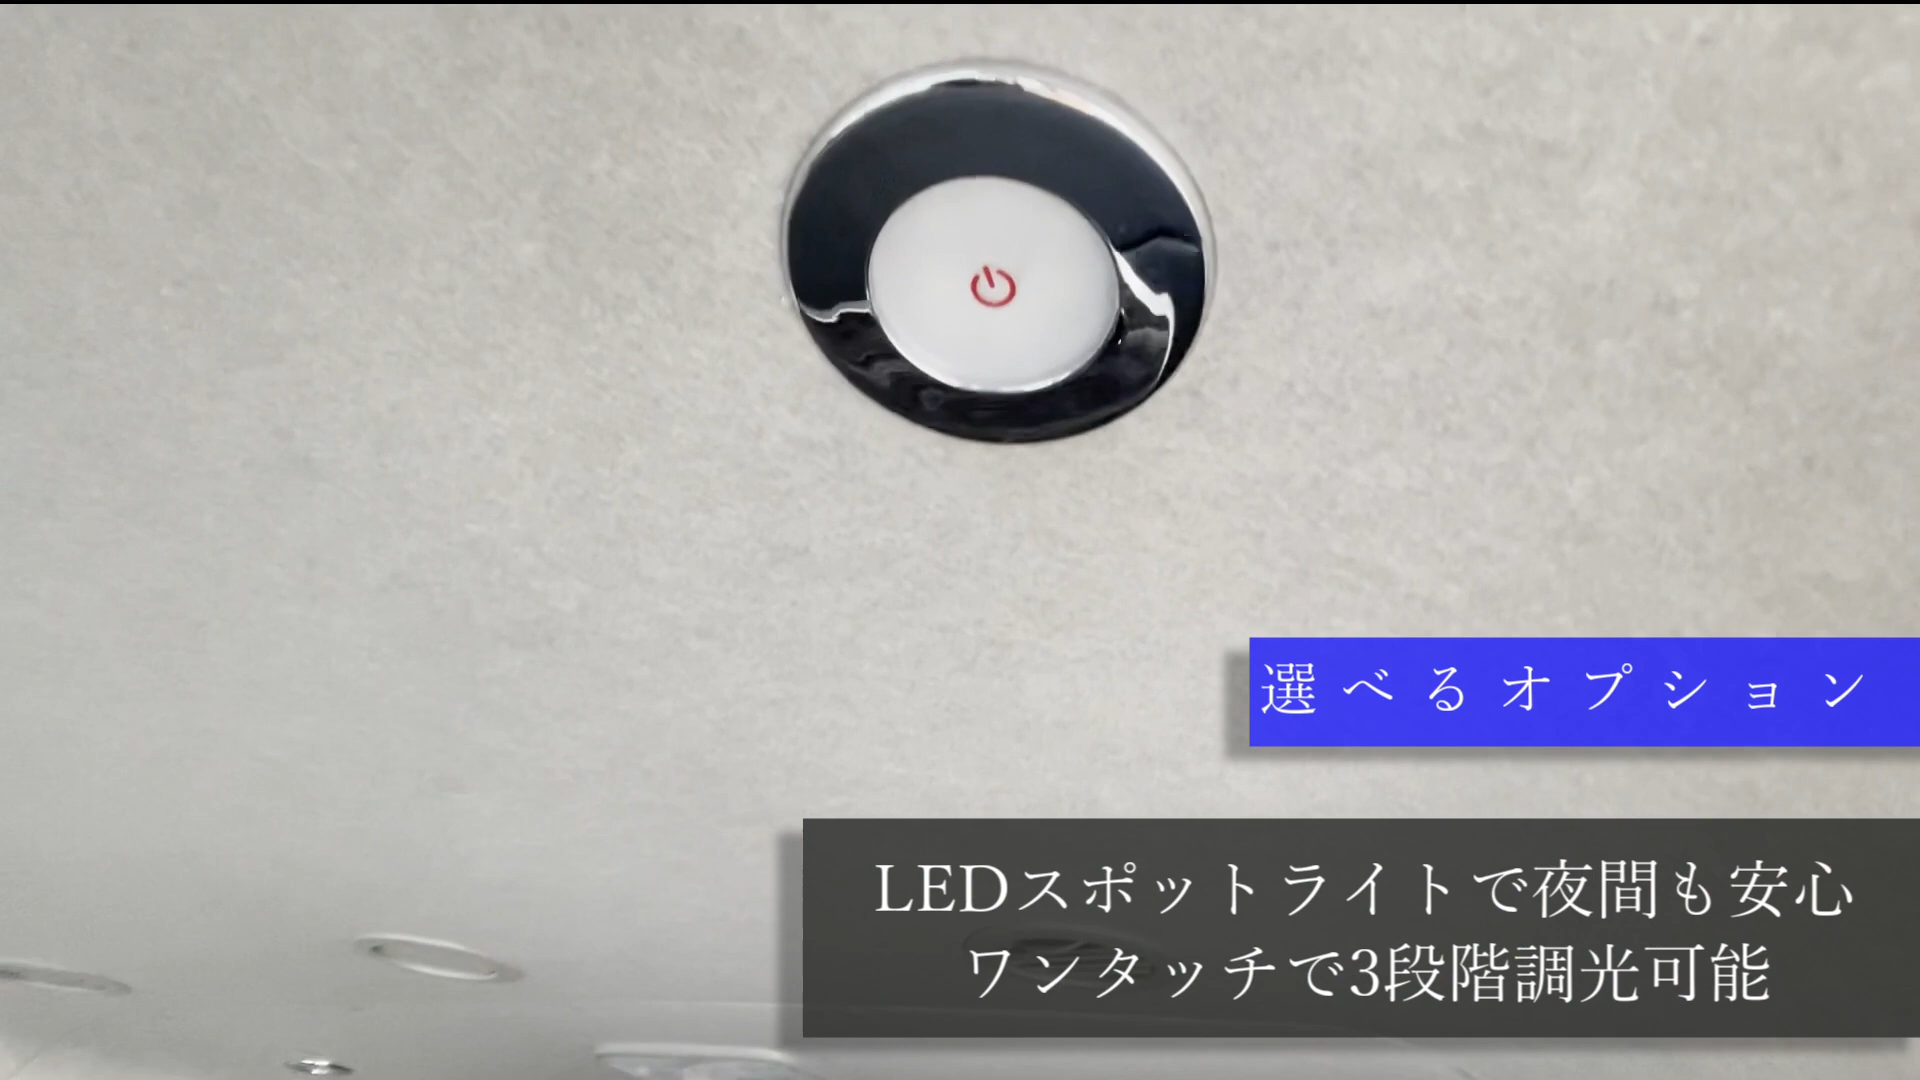 選べるオプション
LEDスポットライトで夜間も安心
ワンタッチで3段階調光可能